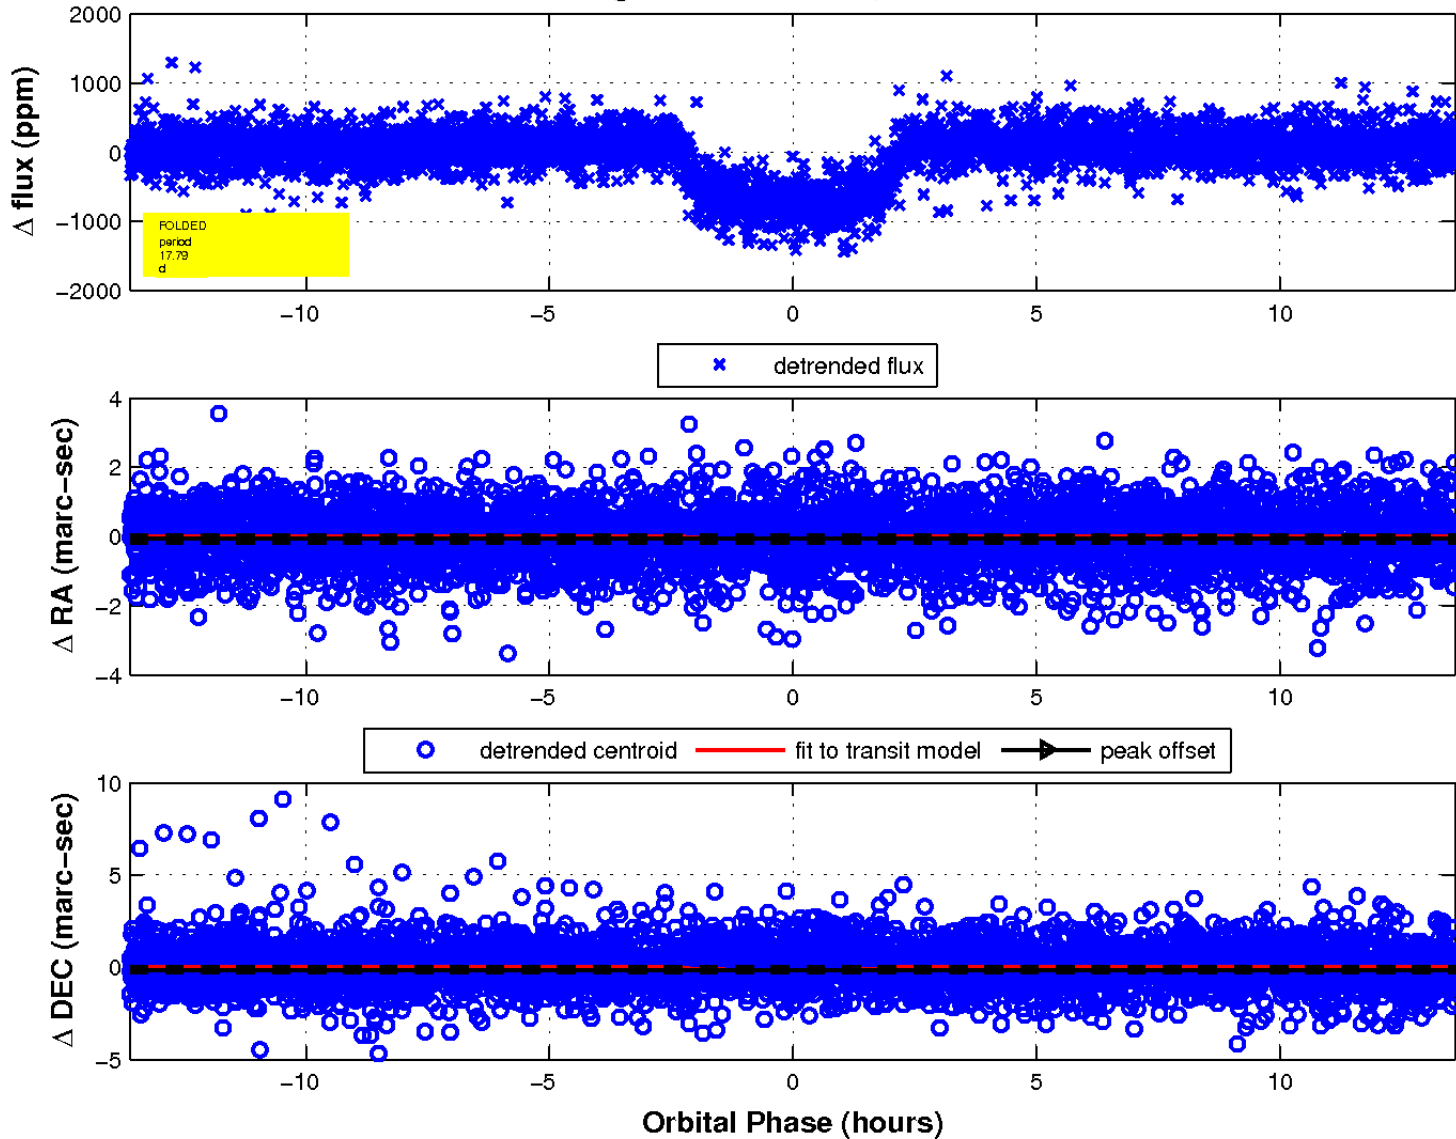 2000
1000
0
−1000
−2000
Δ flux (ppm)
FOLDED
period
17.79
d
−10 −5 0 5 10
detrended flux
4
2
0
−2
−4
Δ RA (marc−sec)
−10 −5 0 5 10
detrended centroid fit to transit model peak offset
10
5
0
−5
Δ DEC (marc−sec)
−10 −5 0 5 10
Orbital Phase (hours)